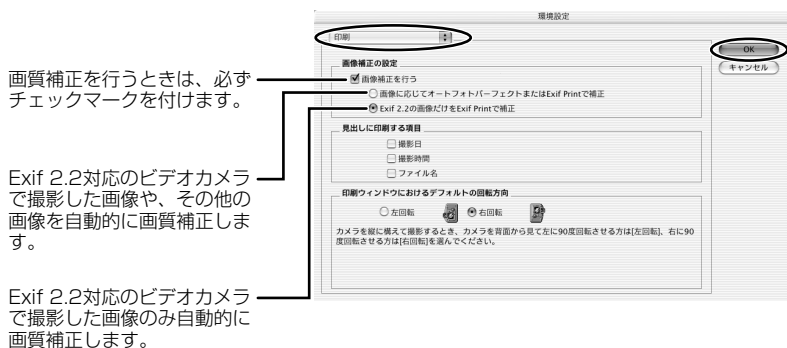 画質補正を行うときは、必ず
チェックマークを付けます。
Exif 2.2対応のビデオカメラ
で撮影した画像や、その他の
画像を自動的に画質補正しま
す。
Exif 2.2対応のビデオカメラ
で撮影した画像のみ自動的に
画質補正します。
環境設定
印刷
OK
キャンセル
画像補正の設定
画像補正を行う
画像に応じてオートフォトパーフェクトまたはExif Printで補正
Exif 2.2の画像だけをExif Printで補正
見出しに印刷する項目
撮影日
撮影時間
ファイル名
印刷ウィンドウにおけるデフォルトの回転方向
左回転
右回転
カメラを縦に構えて撮影するとき、カメラを背面から見て左に90度回転させる方は[左回転]、右に90
度回転させる方は[右回転]を選んでください。